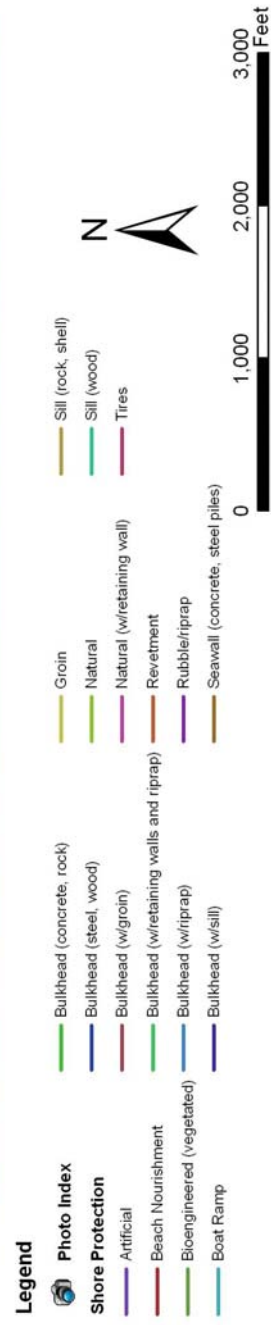 Legend
Photo Index
Shore Protection
Artificial
Beach Nourishment
Bioengineered (vegetated)
Boat Ramp
Bulkhead (concrete, rock)
Bulkhead (steel, wood)
Bulkhead (w/groin)
Bulkhead (w/retaining walls and riprap)
Bulkhead (w/riprap)
Bulkhead (w/sill)
Groin
Natural
Natural (w/retaining wall)
Revetment
Rubble/riprap
Seawall (concrete, steel piles)
Sill (rock, shell)
Sill (wood)
Tires
N
0 1,000 2,000 3,000
Feet